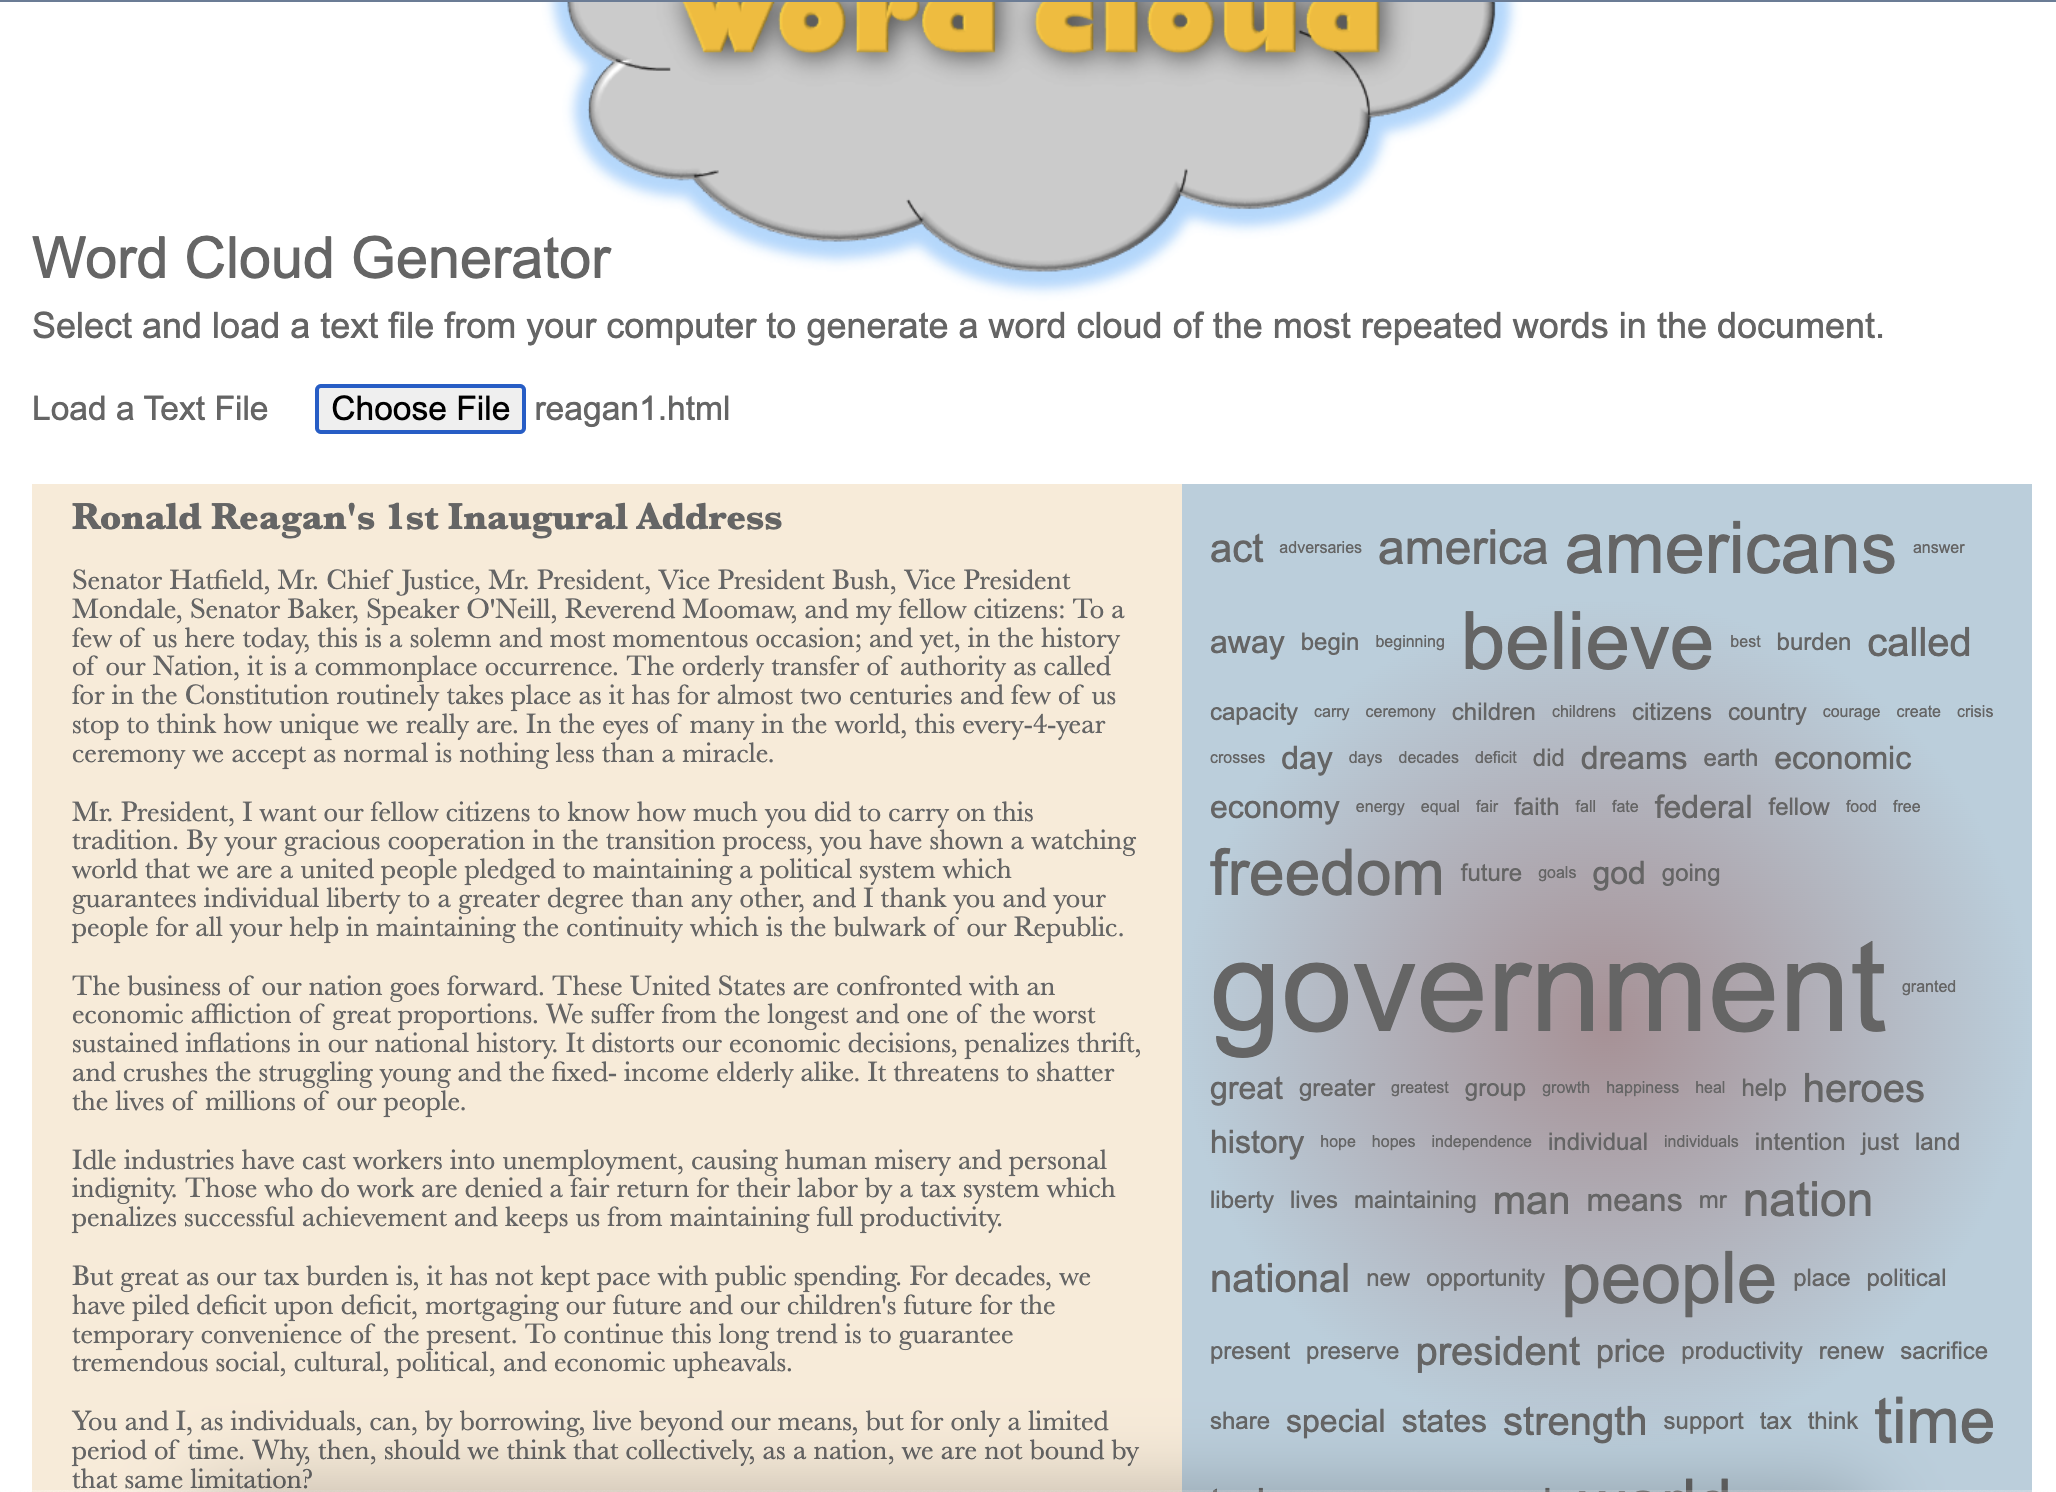 word cloud
Word Cloud Generator
Select and load a text file from your computer to generate a word cloud of the most repeated words in the document.
Load a Text File Choose File reagan1.html
Ronald Reagan's 1st Inaugural Address
Senator Hatfield, Mr. Chief Justice, Mr. President, Vice President Bush, Vice President
Mondale, Senator Baker, Speaker O'Neill, Reverend Moomaw, and my fellow citizens: To a
few of us here today, this is a solemn and most momentous occasion; and yet, in the history
of our Nation, it is a commonplace occurrence. The orderly transfer of authority as called
for in the Constitution routinely takes place as it has for almost two centuries and few of us
stop to think how unique we really are. In the eyes of many in the world, this every-4-year
ceremony we accept as normal is nothing less than a miracle.
Mr. President, I want our fellow citizens to know how much you did to carry on this
tradition. By your gracious cooperation in the transition process, you have shown a watching
world that we are a united people pledged to maintaining a political system which
guarantees individual liberty to a greater degree than any other, and I thank you and your
people for all your help in maintaining the continuity which is the bulwark of our Republic.
The business of our nation goes forward. These United States are confronted with an
economic affliction of great proportions. We suffer from the longest and one of the worst
sustained inflations in our national history. It distorts our economic decisions, penalizes thrift,
and crushes the struggling young and the fixed- income elderly alike. It threatens to shatter
the lives of millions of our people.
Idle industries have cast workers into unemployment, causing human misery and personal
indignity. Those who do work are denied a fair return for their labor by a tax system which
penalizes successful achievement and keeps us from maintaining full productivity.
But great as our tax burden is, it has not kept pace with public spending. For decades, we
have piled deficit upon deficit, mortgaging our future and our children's future for the
temporary convenience of the present. To continue this long trend is to guarantee
tremendous social, cultural, political, and economic upheavals.
You and I, as individuals, can, by borrowing, live beyond our means, but for only a limited
period of time. Why, then, should we think that collectively, as a nation, we are not bound by
that same limitation?
act adversaries america americans answer
away begin beginning believe best burden called
capacity carry ceremony children childrens citizens country courage create crisis
crosses day days decades deficit did dreams earth economic
economy energy equal fair faith fall fate federal fellow food free
freedom future goals god going
government granted
great greater greatest group growth happiness heal help heroes
history hope hopes independence individual individuals intention just land
liberty lives maintaining man means mr nation
national new opportunity people place political
present preserve president price productivity renew sacrifice
share special states strength support tax think time